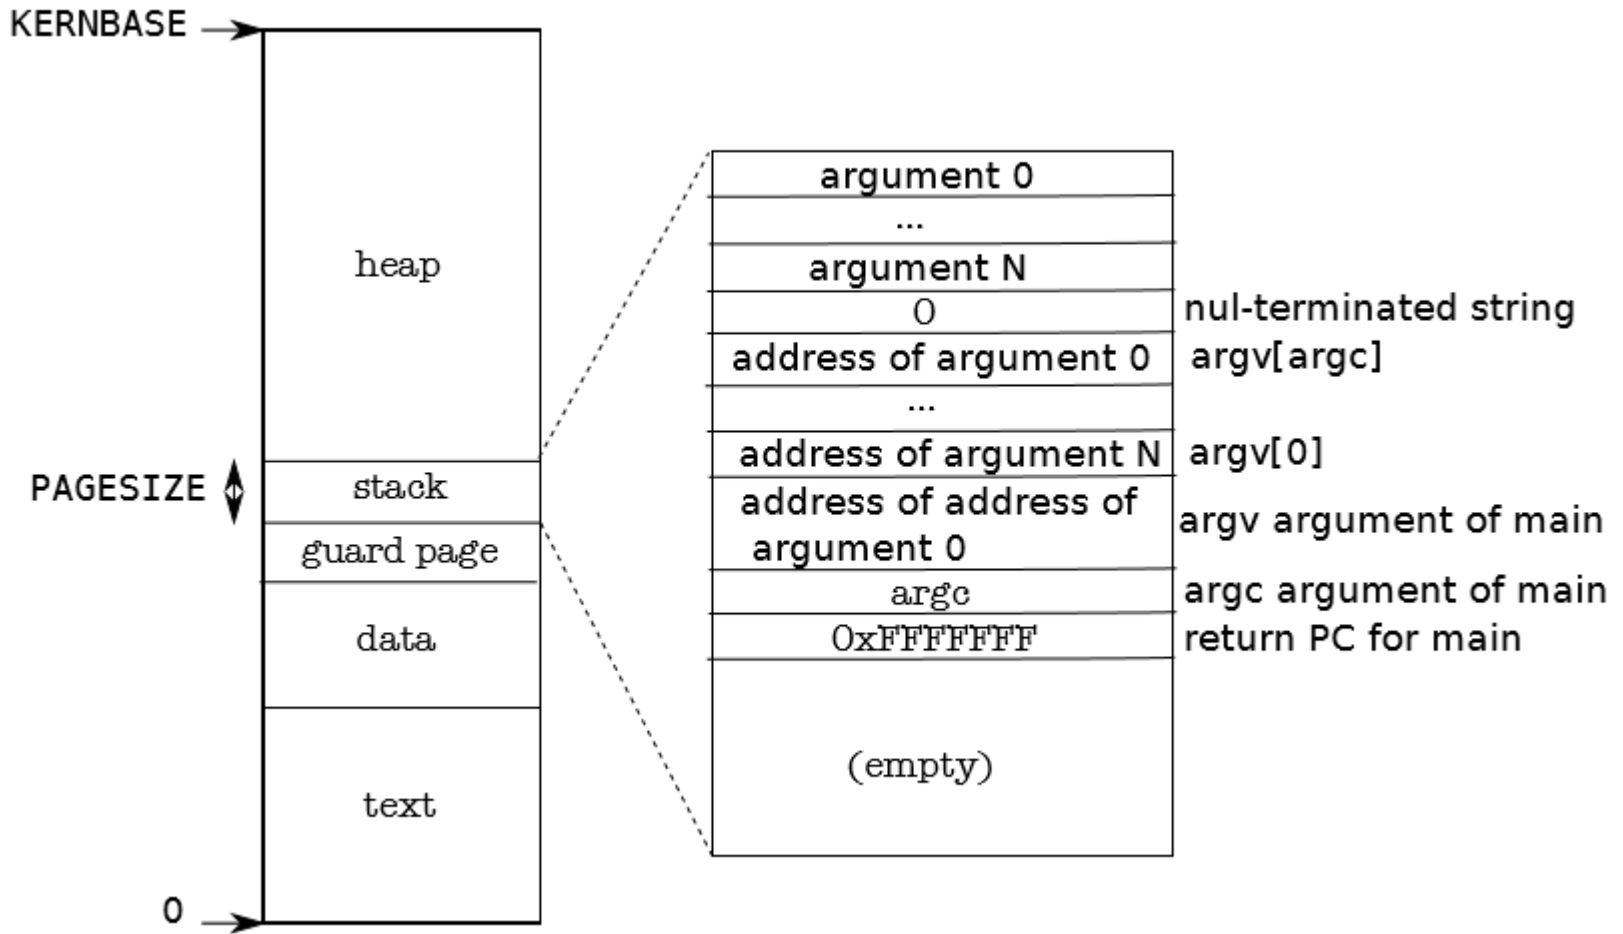 KERNBASE
heap
PAGESIZE
stack
guard page
data
text
0
argument 0
...
argument N
0 nul-terminated string
address of argument 0 argv[argc]
...
address of argument N argv[0]
address of address of
argument 0
argv argument of main
argc argc argument of main
0xFFFFFFF return PC for main
(empty)